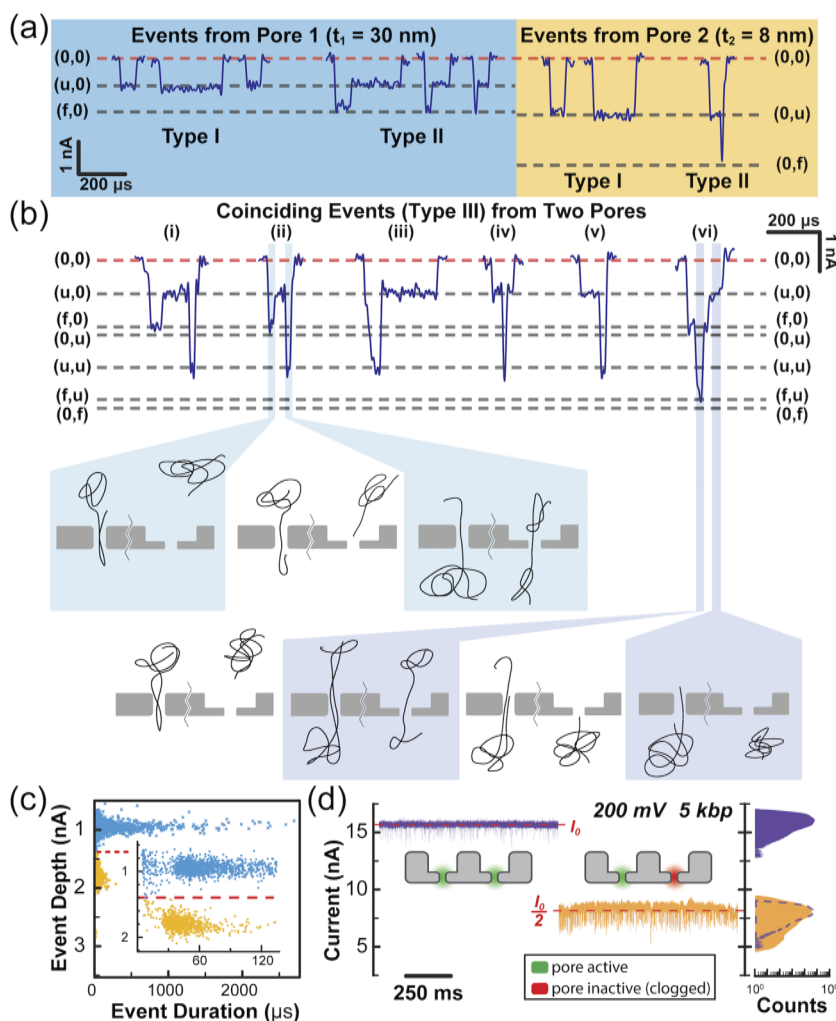 (a)
Events from Pore 1 (t₁ = 30 nm)
Events from Pore 2 (t₂ = 8 nm)
(0,0)
(u,0)
(f,0)
(0,0)
(0,u)
(0,f)
Type I
Type II
Type I
Type II
1 nA
200 µs
(b)
Coinciding Events (Type III) from Two Pores
(i)
(ii)
(iii)
(iv)
(v)
(vi)
200 µs
1 nA
(0,0)
(u,0)
(f,0)
(0,u)
(u,u)
(f,u)
(0,f)
(0,0)
(u,0)
(f,0)
(0,u)
(u,u)
(f,u)
(0,f)
(c)
Event Depth (nA)
1
2
3
1
2
60
120
0
1000
2000
Event Duration (µs)
(d)
Current (nA)
15
10
5
200 mV 5 kbp
I₀
I₀
2
pore active
pore inactive (clogged)
250 ms
10⁰
Counts